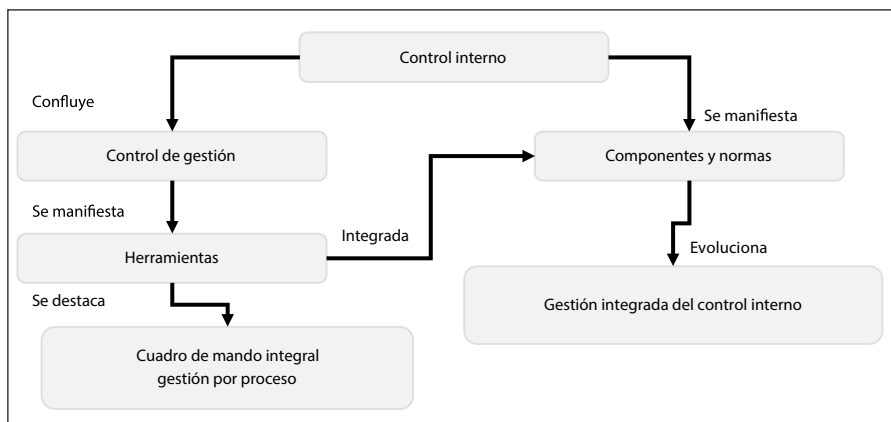 Control interno
Confluye
Se manifiesta
Control de gestión
Componentes y normas
Se manifiesta
Integrada
Evoluciona
Herramientas
Se destaca
Gestión integrada del control interno
Cuadro de mando integral
gestión por proceso